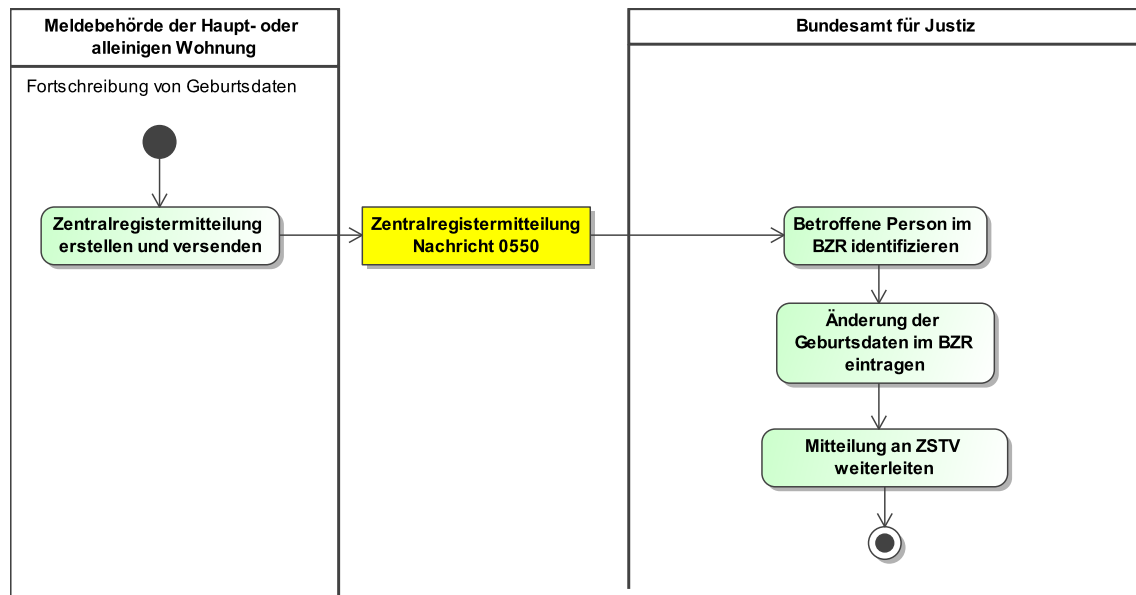 Meldebehörde der Haupt- oder
alleinigen Wohnung
Bundesamt für Justiz
Fortschreibung von Geburtsdaten
Zentralregistermitteilung
erstellen und versenden
Zentralregistermitteilung
Nachricht 0550
Betroffene Person im
BZR identifizieren
Änderung der
Geburtsdaten im BZR
eintragen
Mitteilung an ZSTV
weiterleiten